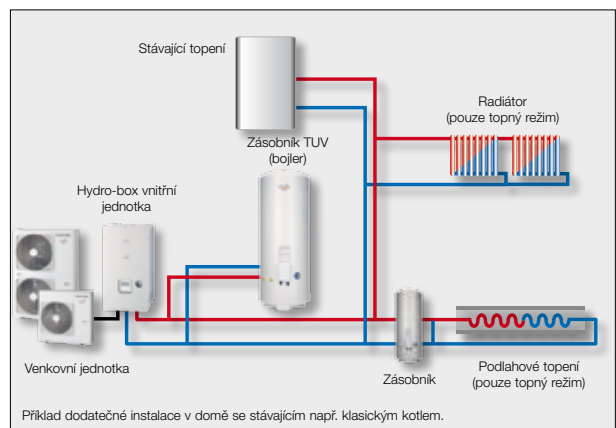 Stávající topení
Zásobník TUV
(bojler)
Radiátor
(pouze topný režim)
Hydro-box vnitřní
jednotka
Venkovní jednotka
Zásobník
Podlahové topení
(pouze topný režim)
Příklad dodatečné instalace v domě se stávajícím např. klasickým kotlem.